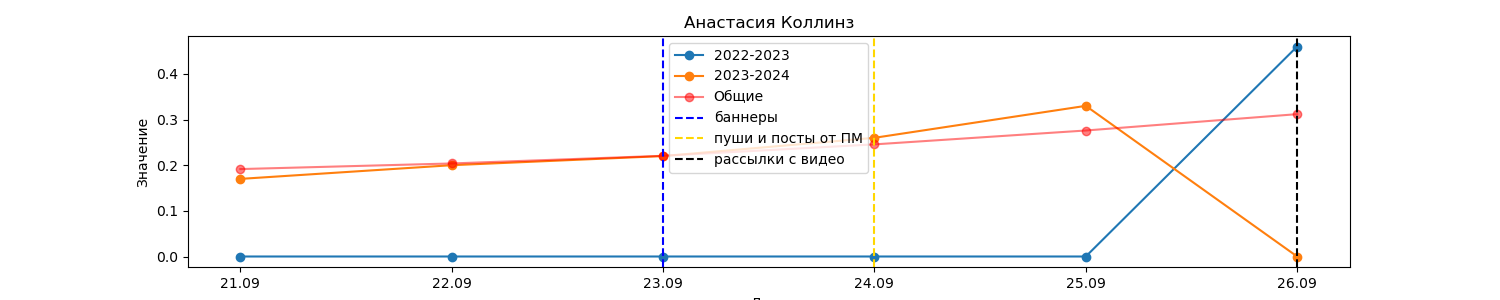 Анастасия Коллинз
Значение
0.4
0.3
0.2
0.1
0.0
2022-2023
2023-2024
Общие
баннеры
пуши и посты от ПМ
рассылки с видео
21.09 22.09 23.09 24.09 25.09 26.09